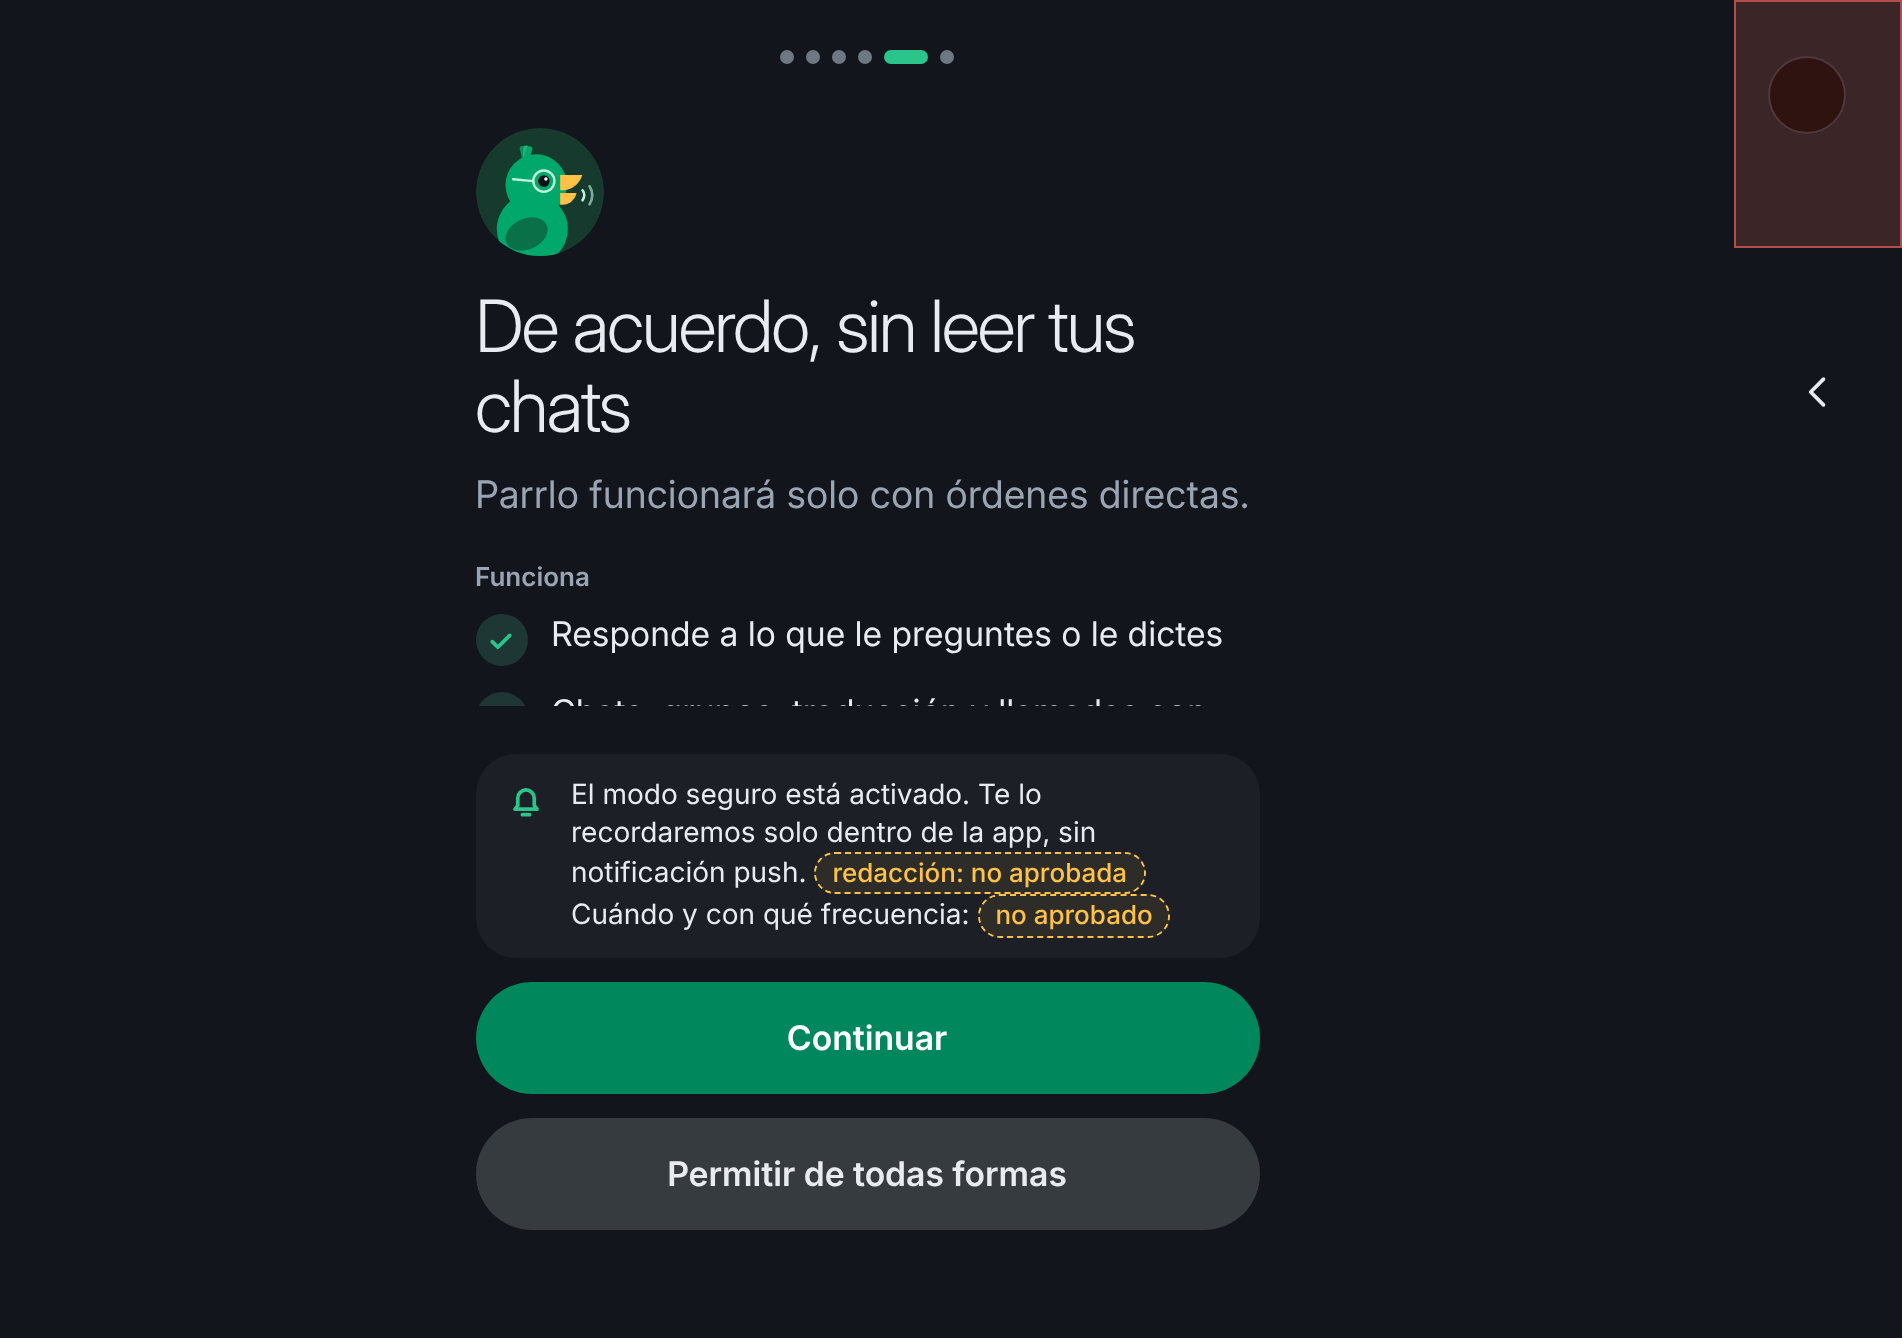 De acuerdo, sin leer tus
chats
Parrlo funcionará solo con órdenes directas.
Funciona
Responde a lo que le preguntes o le dictes
El modo seguro está activado. Te lo
recordaremos solo dentro de la app, sin
notificación push. redacción: no aprobada
Cuándo y con qué frecuencia: no aprobado
Continuar
Permitir de todas formas